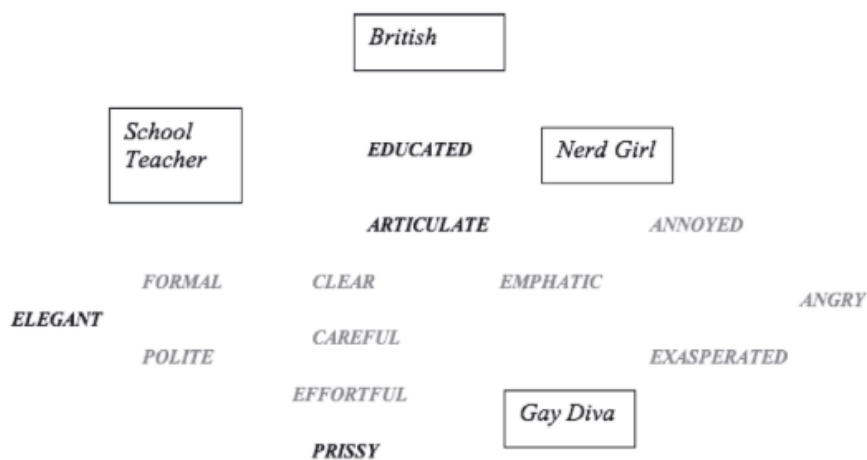 British
School
Teacher
EDUCATED
Nerd Girl
ARTICULATE
ANNOYED
FORMAL
CLEAR
EMPHATIC
ANGRY
ELEGANT
CAREFUL
POLITE
EXASPERATED
EFFORTFUL
Gay Diva
PRISSY